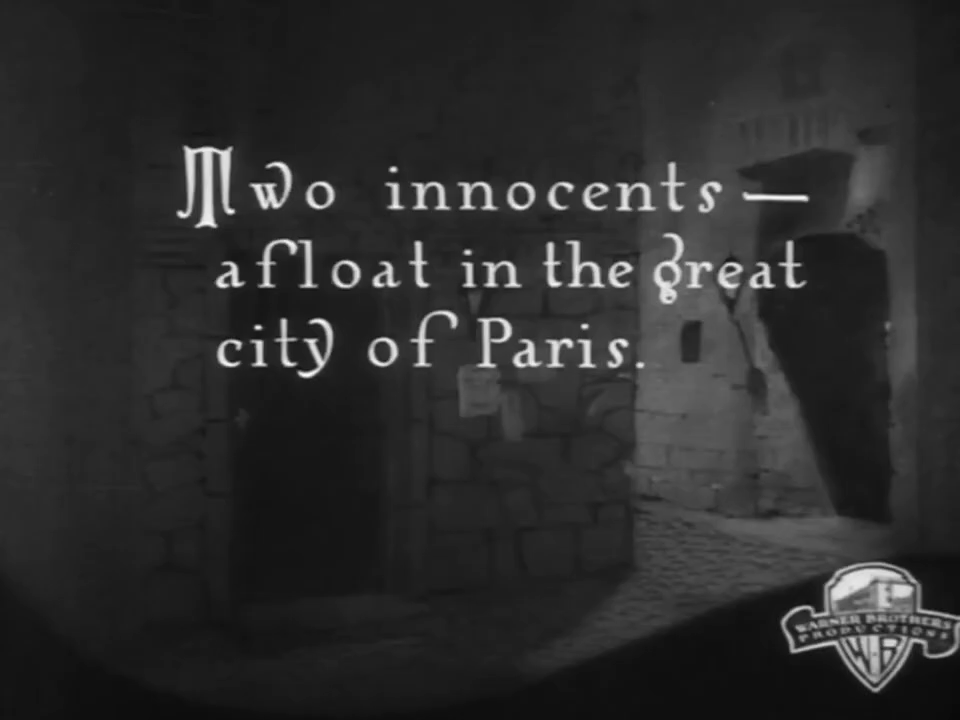 Two innocents —
afloat in the great
city of Paris.
WARNER BROTHERS
PRODUCTIONS
WB